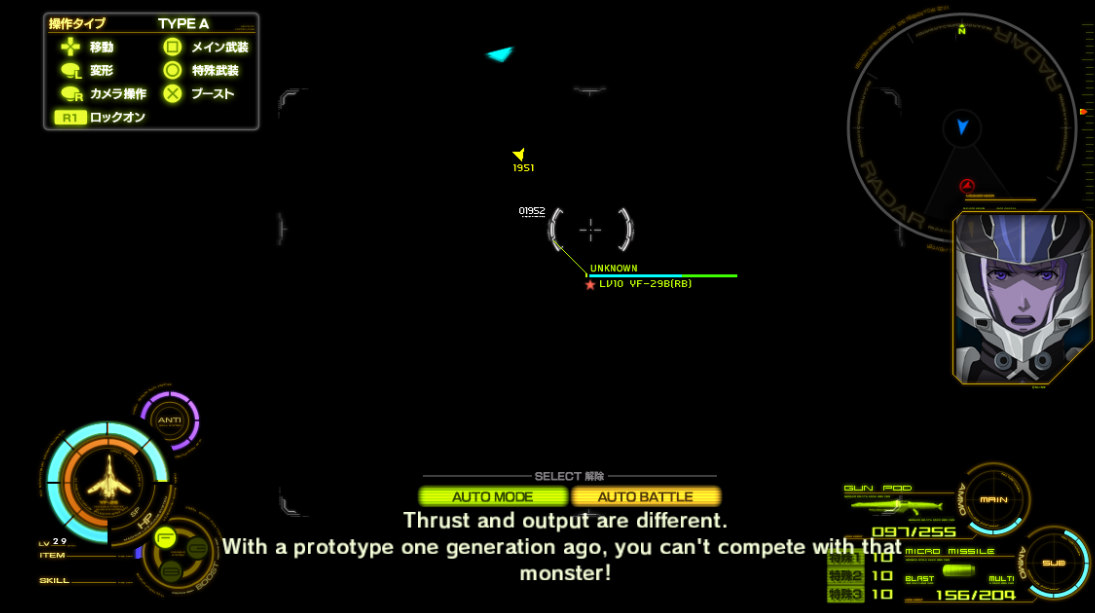 操作タイプ TYPE A
移動 メイン武装
L 変形 特殊武装
R カメラ操作 ブースト
R1 ロックオン
N
RADAR
RADAR
1951
01952
UNKNOWN
LV10 YF-29B(RB)
ANTI
SP
HP
LV 29
ITEM
SKILL
F
G
B
BOOST
SELECT 解除
AUTO MODE AUTO BATTLE
Thrust and output are different.
With a prototype one generation ago, you can't compete with that
monster!
GUN POD
097/255
AMMO
MAIN
特殊1 10
特殊2 10
特殊3 10
MICRO MISSILE
BLAST MULTI
156/204
AMMO
SUB